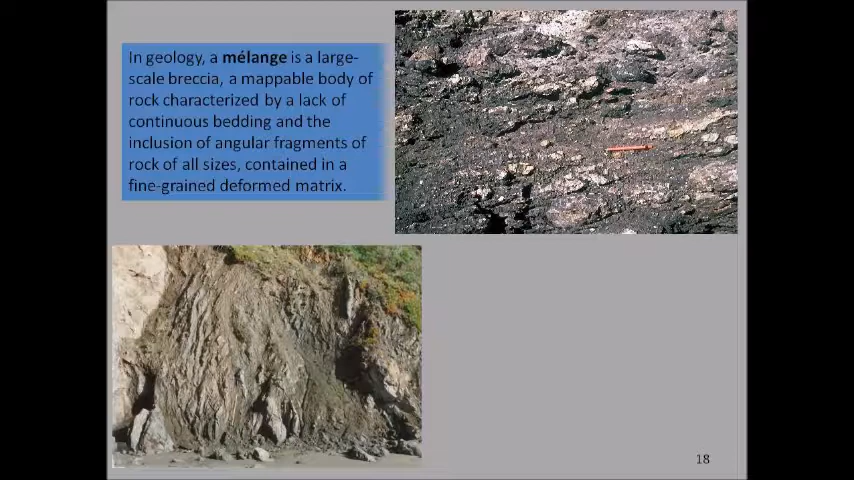 In geology, a mélange is a large-
scale breccia, a mappable body of
rock characterized by a lack of
continuous bedding and the
inclusion of angular fragments of
rock of all sizes, contained in a
fine-grained deformed matrix.
18